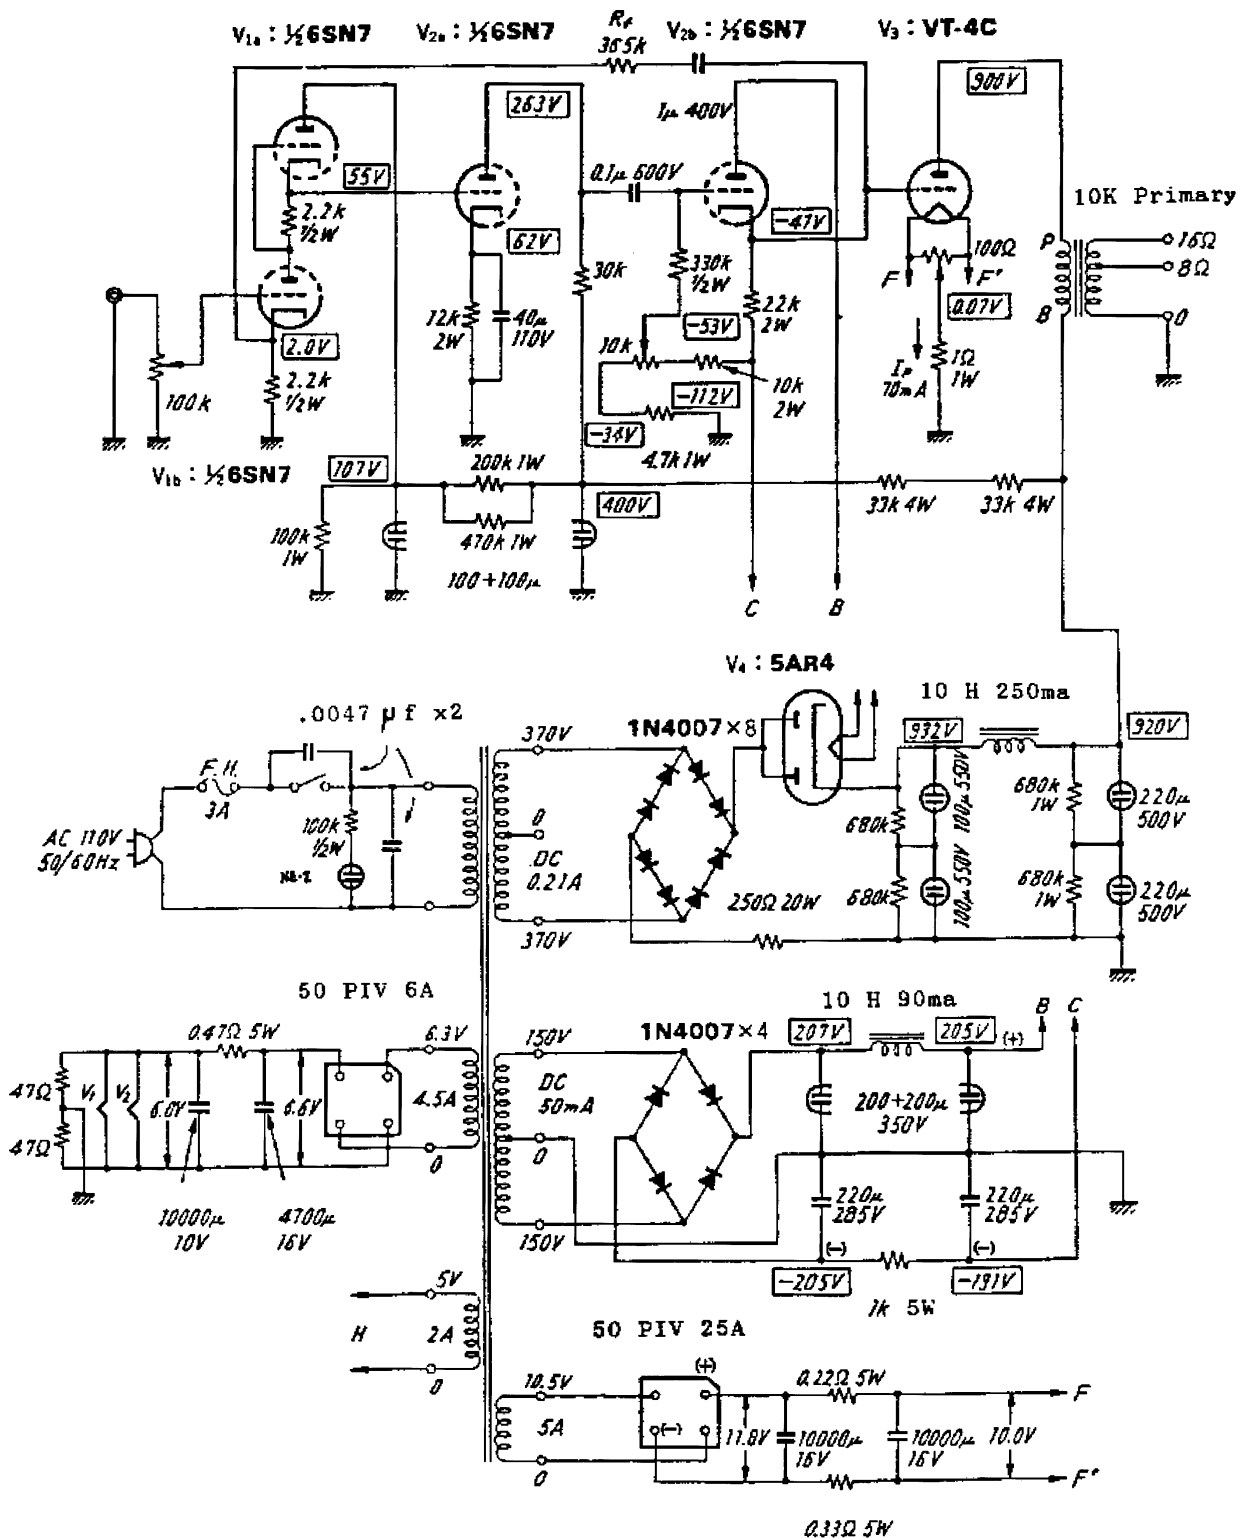 V1a : ½6SN7
V2a : ½6SN7
Rf
365k
V2b : ½6SN7
V3 : VT-4C
263V
1μ 400V
900V
55V
0.1μ 600V
10K Primary
2.2k
½W
62V
-47V
100Ω
P
16Ω
8Ω
30k
330k
½W
F
F'
0.07V
B
0
2.0V
12k
2W
40μ
110V
-53V
22k
2W
10k
1Ω
1W
Ip
70mA
2.2k
½W
100k
10k
2W
-112V
-34V
4.7k 1W
V1b : ½6SN7
107V
200k 1W
400V
33k 4W
33k 4W
100k
1W
470k 1W
100+100μ
C
B
V4 : 5AR4
10 H 250ma
.0047 μf x2
370V
1N4007×8
932V
920V
F.H.
3A
0
100μ 550V
680k
1W
220μ
500V
AC 110V
50/60Hz
100k
½W
NE-2
DC
0.21A
680k
680k
100μ 550V
680k
1W
220μ
500V
250Ω 20W
370V
50 PIV 6A
10 H 90ma
B
C
0.47Ω 5W
6.3V
150V
1N4007×4
207V
205V
(+)
47Ω
V1
V2
6.0V
6.6V
4.5A
DC
50mA
200+200μ
350V
47Ω
0
0
10000μ
10V
4700μ
16V
150V
220μ
285V
220μ
285V
(-)
(-)
-205V
-191V
1k 5W
5V
H
2A
0
50 PIV 25A
10.5V
(+)
0.22Ω 5W
F
5A
(-)
11.8V
10000μ
16V
10000μ
16V
10.0V
0
F'
0.33Ω 5W